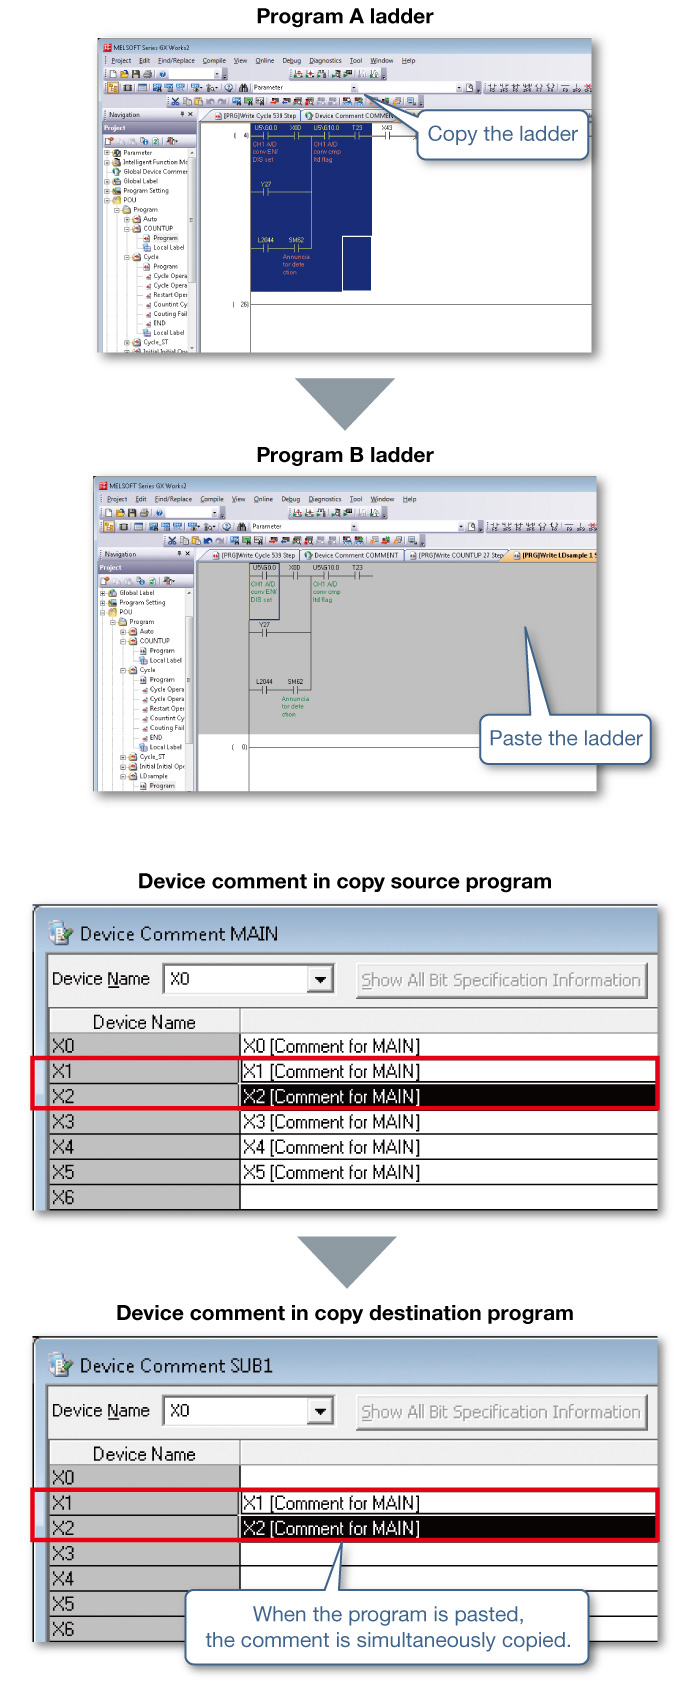 Program A ladder
MELSOFT Series GX Works2
Project Edit Find/Replace Compile View Online Debug Diagnostics Tool Window Help
Parameter
Navigation
[PRG]Write Cycle 539 Step
Device Comment COMMEN
Project
Parameter
Intelligent Function Mo
Global Device Commen
Global Label
Program Setting
POU
Program
Auto
COUNTUP
Program
Local Label
Cycle
Program
Cycle Opera
Cycle Opera
Restart Oper
Countint Cy
Couting Fail
END
Local Label
Cycle_ST
Initial Initial Ope
( 4)
U5\G0.0 X0D U5\G10.0 T23 X43
CH1 A/D
conv EN/
DIS set
CH1 A/D
conv cmp
ltd flag
Y27
L2044 SM62
Annuncia
tor dete
ction
( 26)
Copy the ladder
Program B ladder
MELSOFT Series GX Works2
Project Edit Find/Replace Compile View Online Debug Diagnostics Tool Window Help
Parameter
Navigation
[PRG]Write Cycle 539 Step
Device Comment COMMENT
[PRG]Write COUNTUP 27 Step
[PRG]Write LDsample 1 S
Project
Global Label
Program Setting
POU
Program
Auto
COUNTUP
Program
Local Label
Cycle
Program
Cycle Opera
Cycle Opera
Restart Oper
Countint Cy
Couting Fail
END
Local Label
Cycle_ST
Initial Initial Ope
LDsample
Program
U5\G0.0 X0D U5\G10.0 T23
CH1 A/D
conv EN/
DIS set
CH1 A/D
conv cmp
ltd flag
Y27
L2044 SM62
Annuncia
tor dete
ction
( 0)
Paste the ladder
Device comment in copy source program
Device Comment MAIN
Device Name X0 Show All Bit Specification Information
Device Name
X0 X0 [Comment for MAIN]
X1 X1 [Comment for MAIN]
X2 X2 [Comment for MAIN]
X3 X3 [Comment for MAIN]
X4 X4 [Comment for MAIN]
X5 X5 [Comment for MAIN]
X6
Device comment in copy destination program
Device Comment SUB1
Device Name X0 Show All Bit Specification Information
Device Name
X0
X1 X1 [Comment for MAIN]
X2 X2 [Comment for MAIN]
X3
X4
X5
X6
When the program is pasted,
the comment is simultaneously copied.